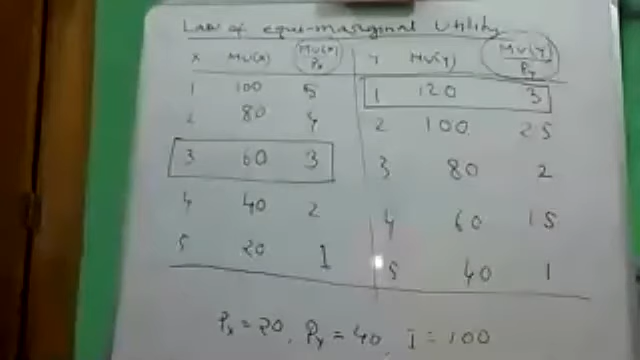 Law of equi-marginal Utility
X MU(X) MU(X)/Px Y MU(Y) MU(Y)/Py
1 100 5 1 120 3
2 80 4 2 100 2 5
3 60 3 3 80 2
4 40 2 4 60 1 5
5 20 1 5 40 1
Px = 20, Py = 40, I = 100